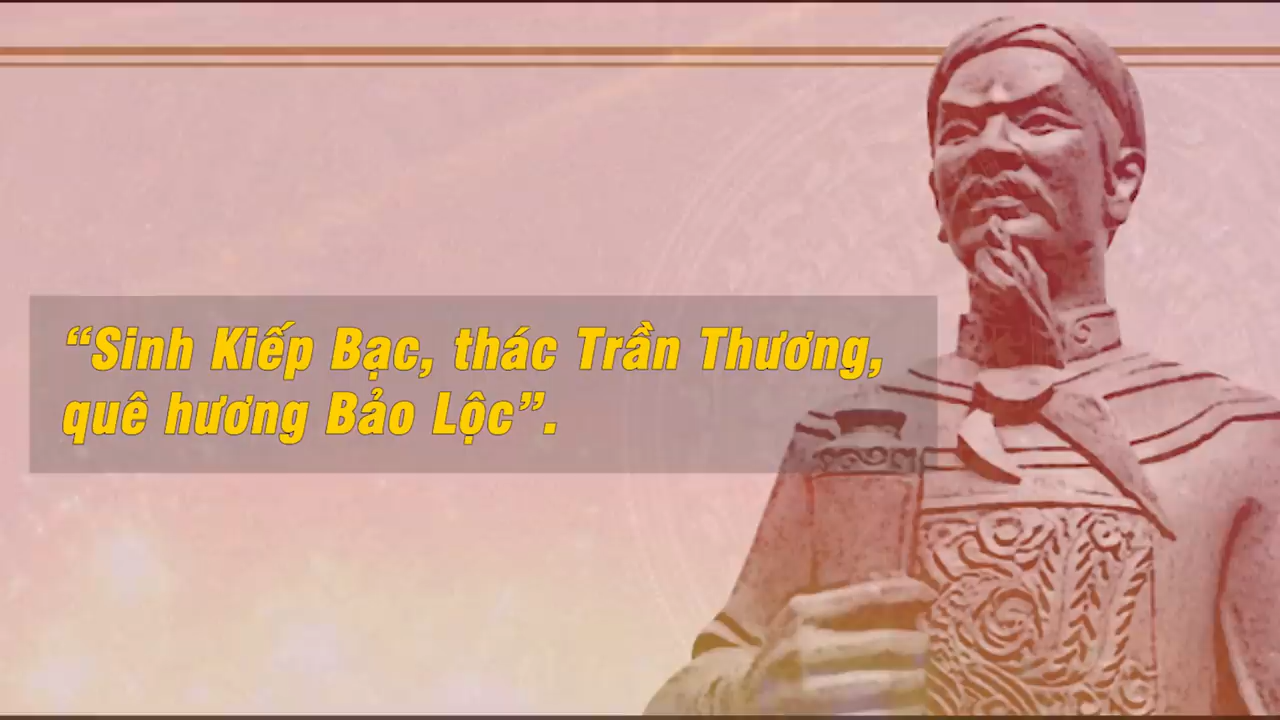 “Sinh Kiếp Bạc, thác Trần Thương,
quê hương Bảo Lộc”.